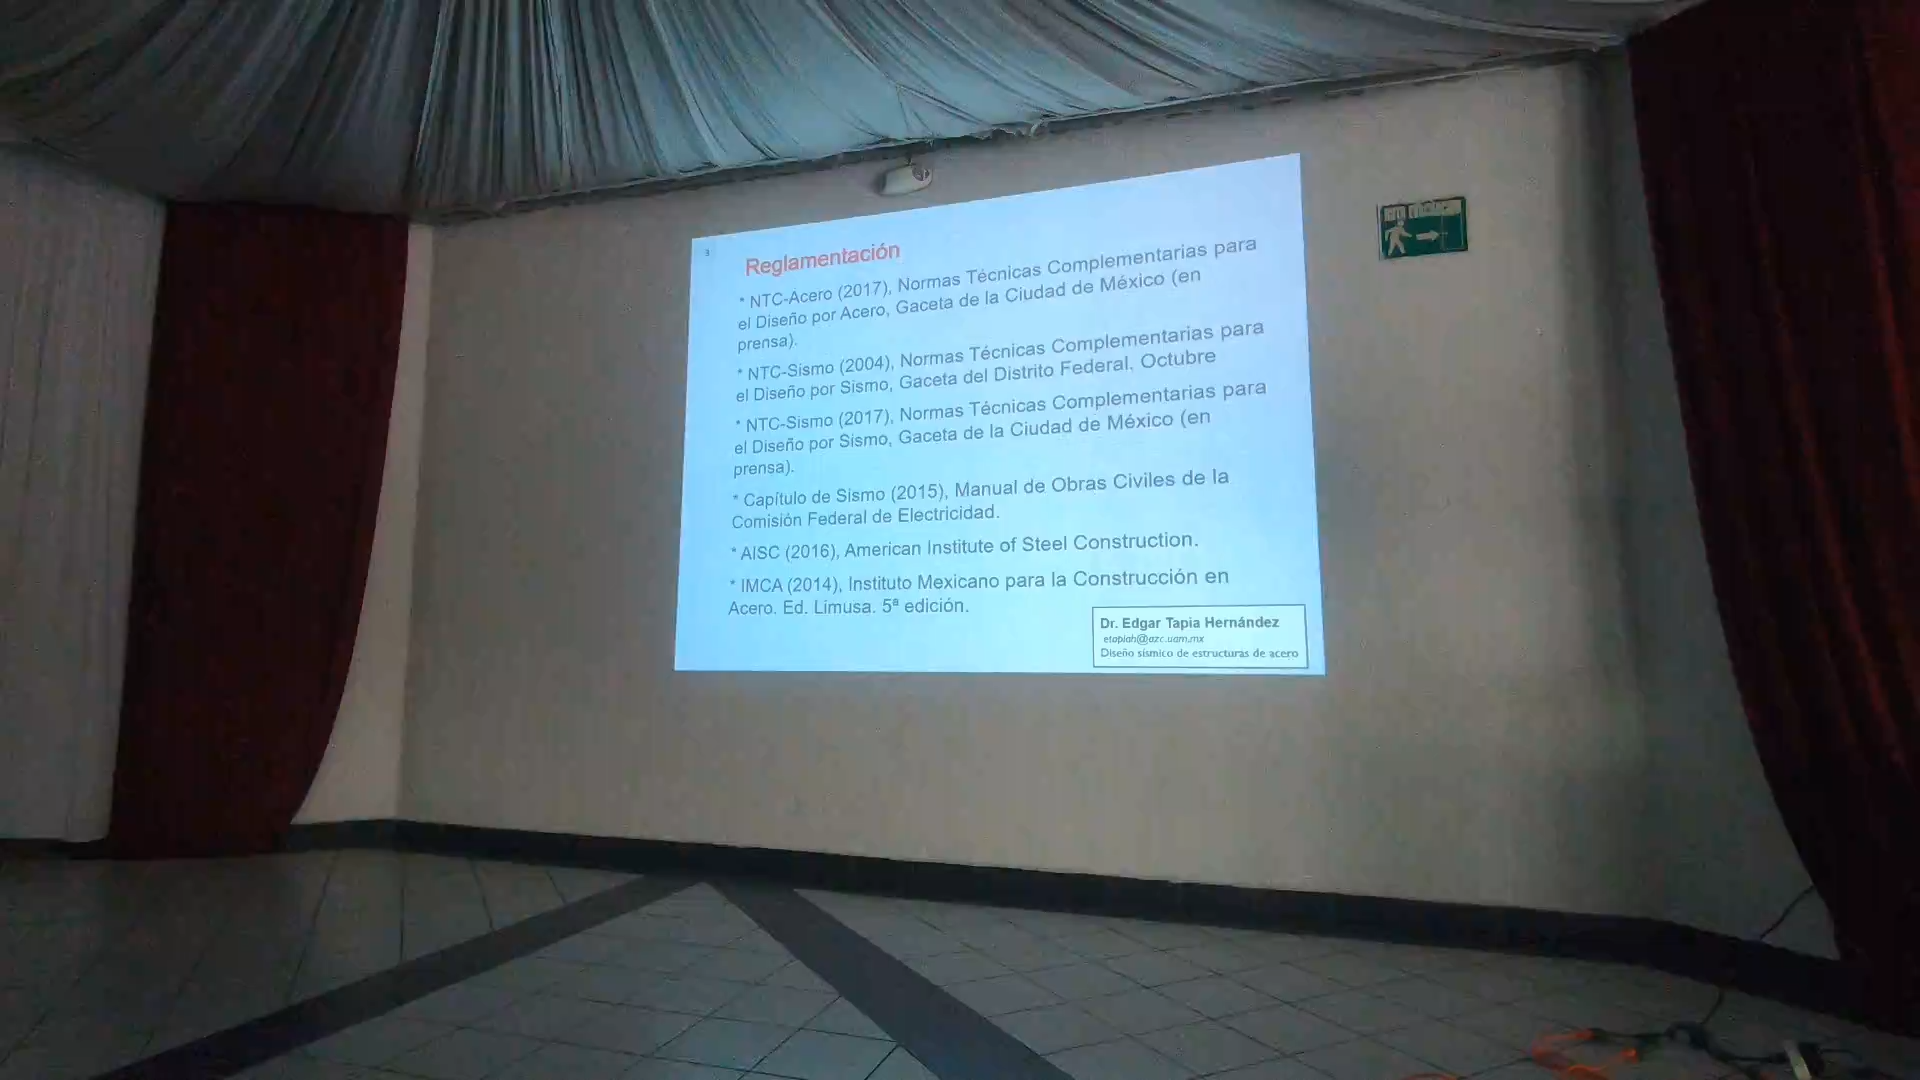 3
Reglamentación
* NTC-Acero (2017), Normas Técnicas Complementarias para
el Diseño por Acero, Gaceta de la Ciudad de México (en
prensa).
* NTC-Sismo (2004), Normas Técnicas Complementarias para
el Diseño por Sismo, Gaceta del Distrito Federal, Octubre
* NTC-Sismo (2017), Normas Técnicas Complementarias para
el Diseño por Sismo, Gaceta de la Ciudad de México (en
prensa).
* Capítulo de Sismo (2015), Manual de Obras Civiles de la
Comisión Federal de Electricidad.
* AISC (2016), American Institute of Steel Construction.
* IMCA (2014), Instituto Mexicano para la Construcción en
Acero. Ed. Limusa. 5ª edición.
Dr. Edgar Tapia Hernández
etapiah@azc.uam.mx
Diseño sísmico de estructuras de acero